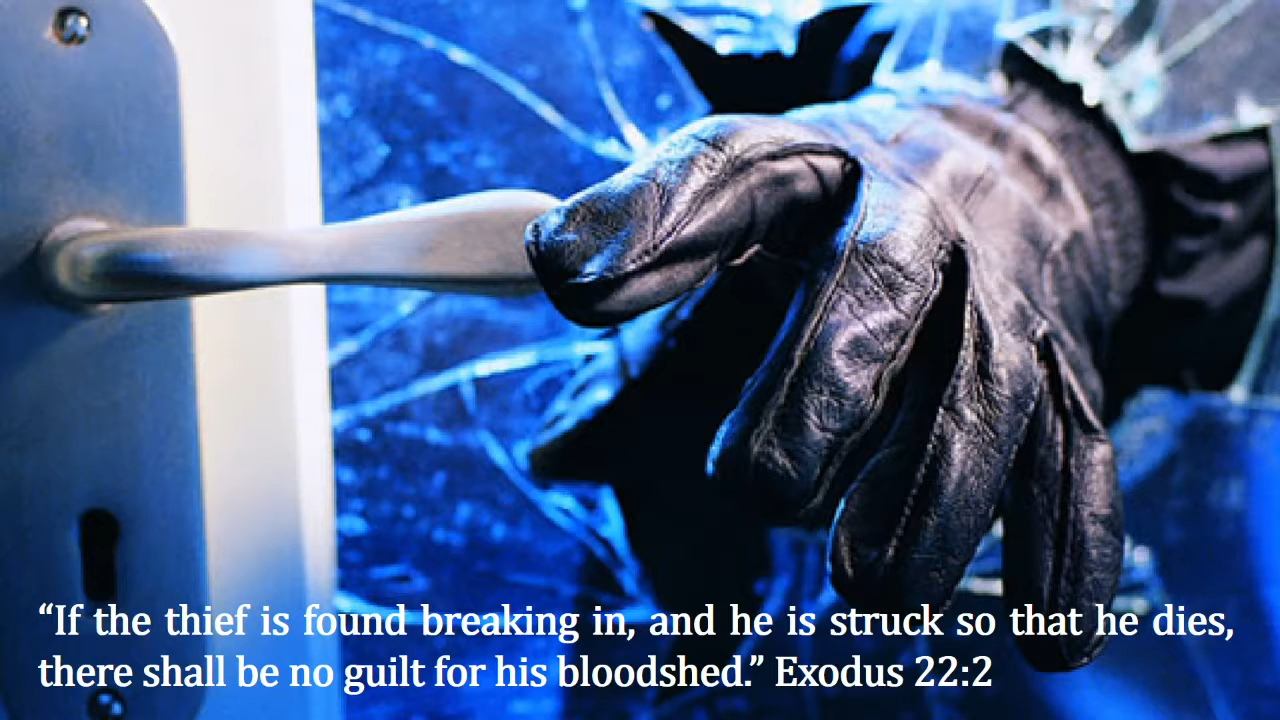 “If the thief is found breaking in, and he is struck so that he dies,
there shall be no guilt for his bloodshed.” Exodus 22:2